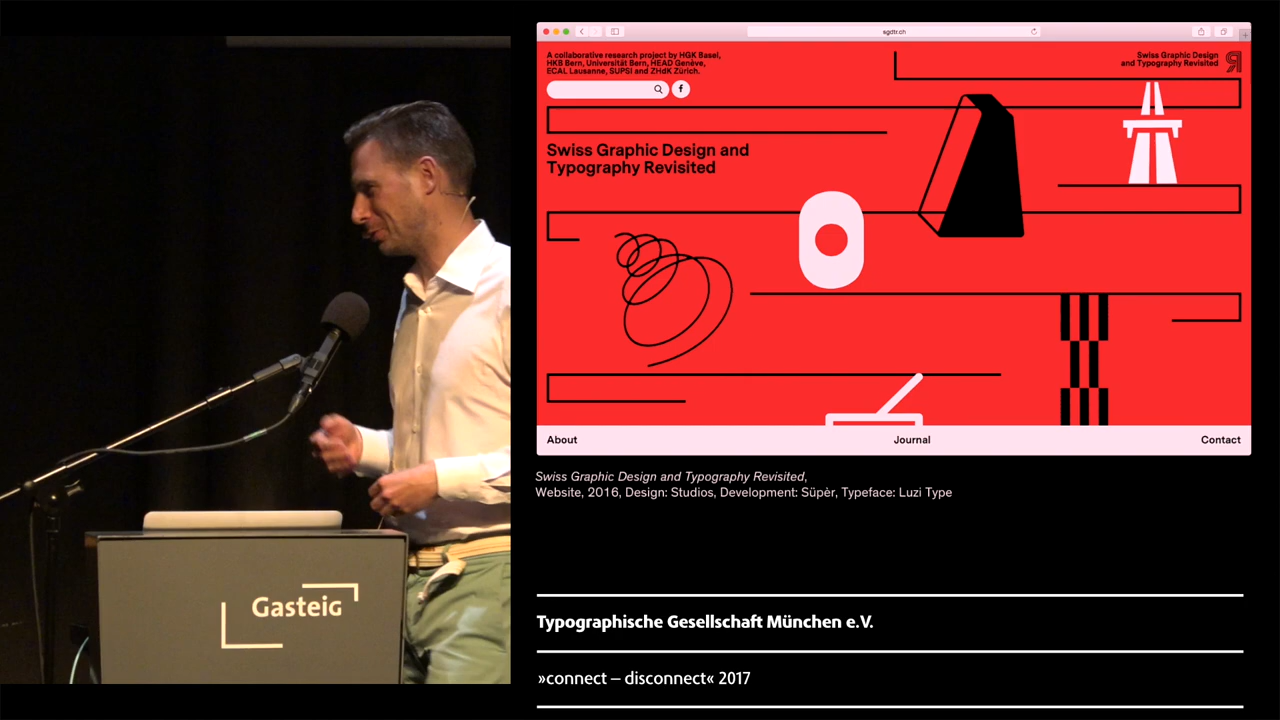 sgdtr.ch
A collaborative research project by HGK Basel,
HKB Bern, Universität Bern, HEAD Genève,
ECAL Lausanne, SUPSI and ZHdK Zürich.
Swiss Graphic Design
and Typography Revisited
R
f
Swiss Graphic Design and
Typography Revisited
About
Journal
Contact
Swiss Graphic Design and Typography Revisited,
Website, 2016, Design: Studios, Development: Süpèr, Typeface: Luzi Type
Gasteig
Typographische Gesellschaft München e.V.
»connect – disconnect« 2017